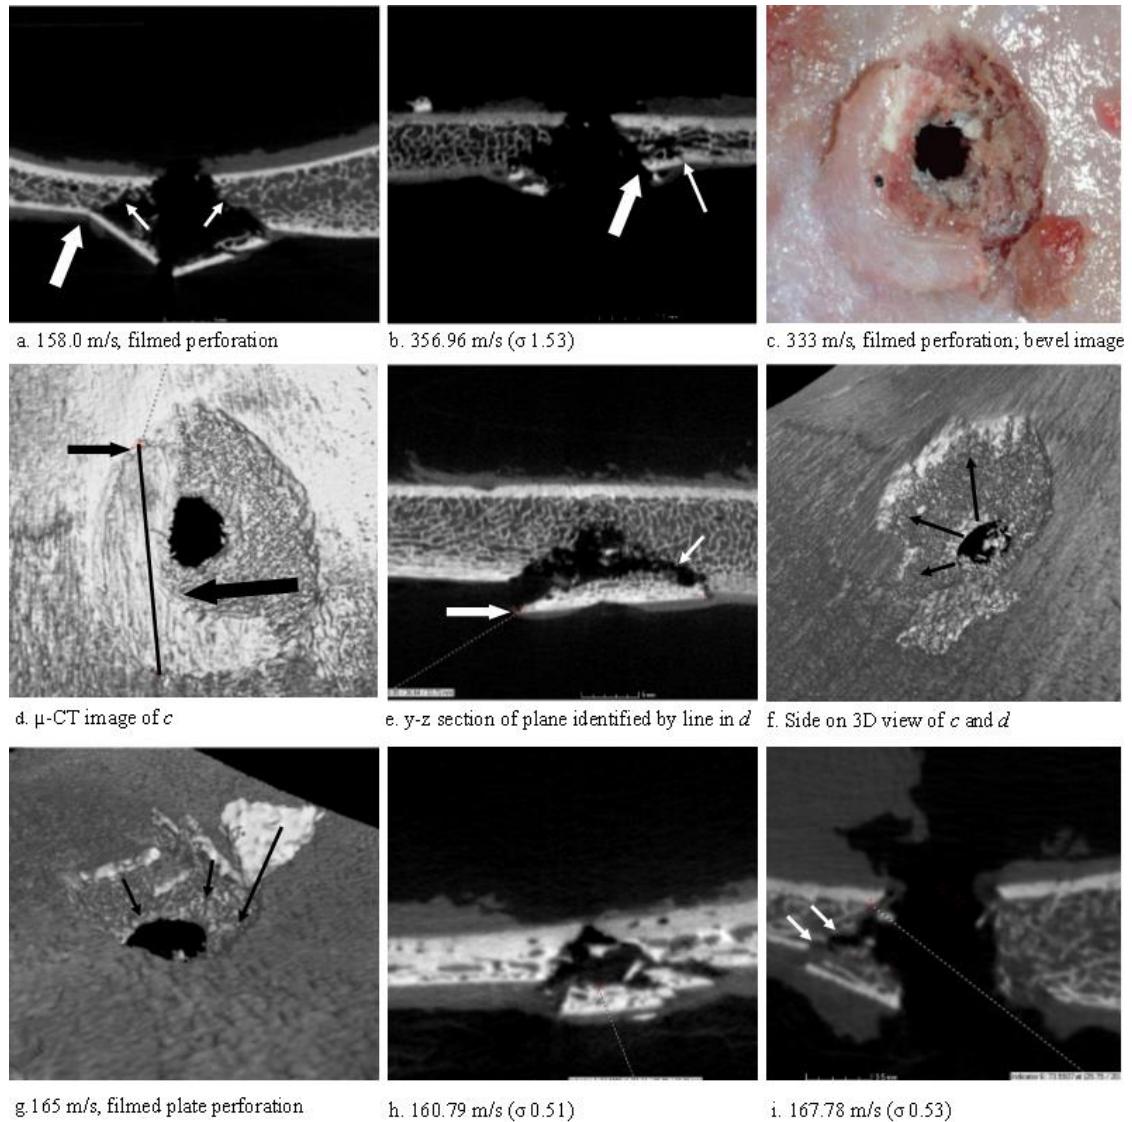 a. 158.0 m/s, filmed perforation
b. 356.96 m/s (σ 1.53)
c. 333 m/s, filmed perforation; bevel image
d. μ-CT image of c
e. y-z section of plane identified by line in d
f. Side on 3D view of c and d
g.165 m/s, filmed plate perforation
h. 160.79 m/s (σ 0.51)
i. 167.78 m/s (σ 0.53)